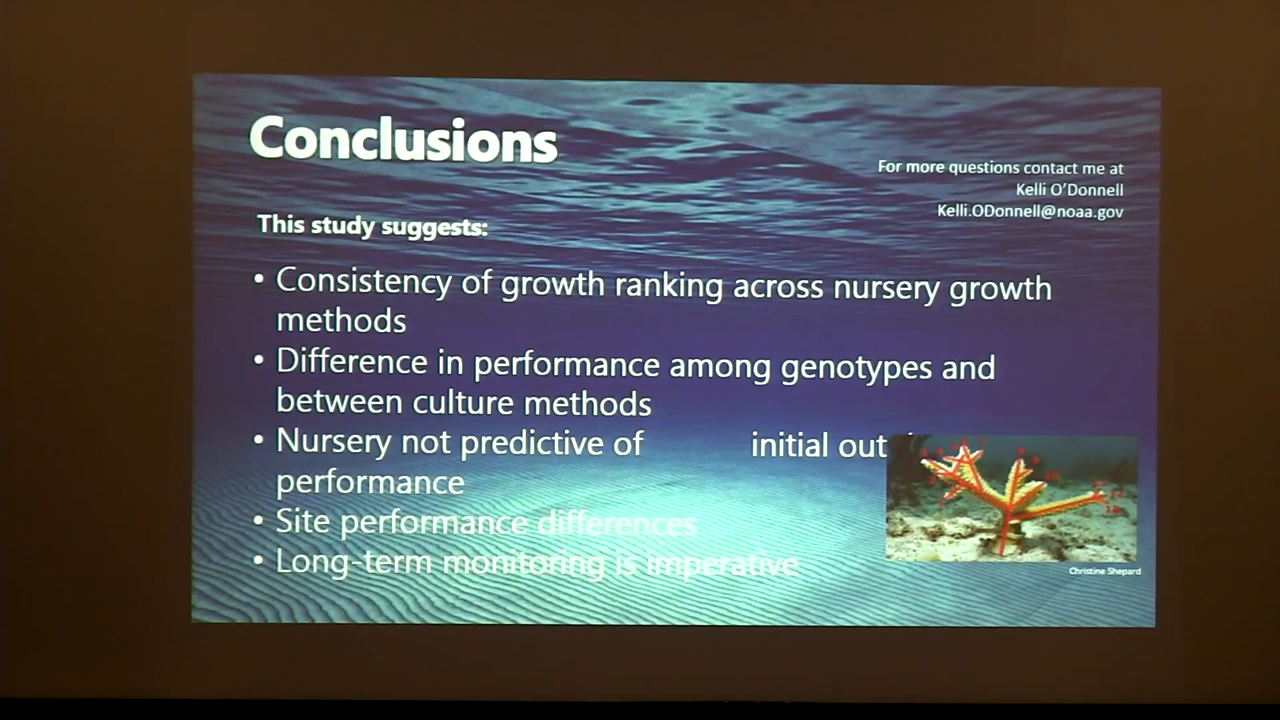 Conclusions
For more questions contact me at
Kelli O'Donnell
Kelli.ODonnell@noaa.gov
This study suggests:
• Consistency of growth ranking across nursery growth
methods
• Difference in performance among genotypes and
between culture methods
• Nursery not predictive of initial
performance
• Site performance differences
• Long-term monitoring is imperative
Christine Shepard